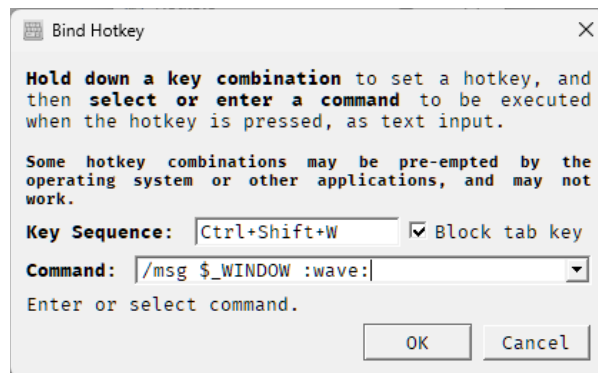 Bind Hotkey
Hold down a key combination to set a hotkey, and
then select or enter a command to be executed
when the hotkey is pressed, as text input.
Some hotkey combinations may be pre-empted by the
operating system or other applications, and may not
work.
Key Sequence: Ctrl+Shift+W Block tab key
Command: /msg $_WINDOW :wave:
Enter or select command.
OK Cancel